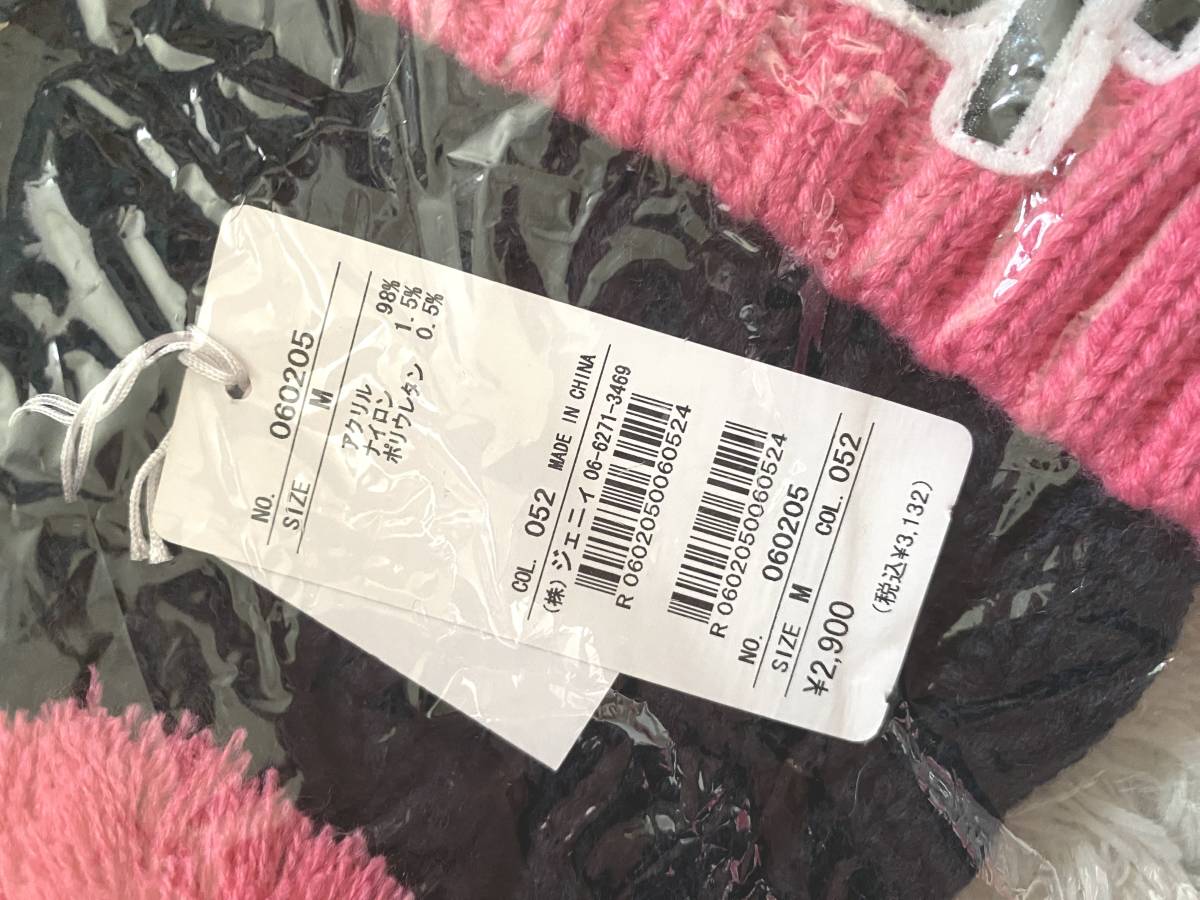 NO. 060205
SIZE M
アクリル 98%
ナイロン 1.5%
ポリウレタン 0.5%
COL. 052 MADE IN CHINA
(株)ジェニイ 06-6271-3469
R 0602050060524
R 0602050060524
NO. 060205
SIZE M COL. 052
¥2,900
(税込¥3,132)